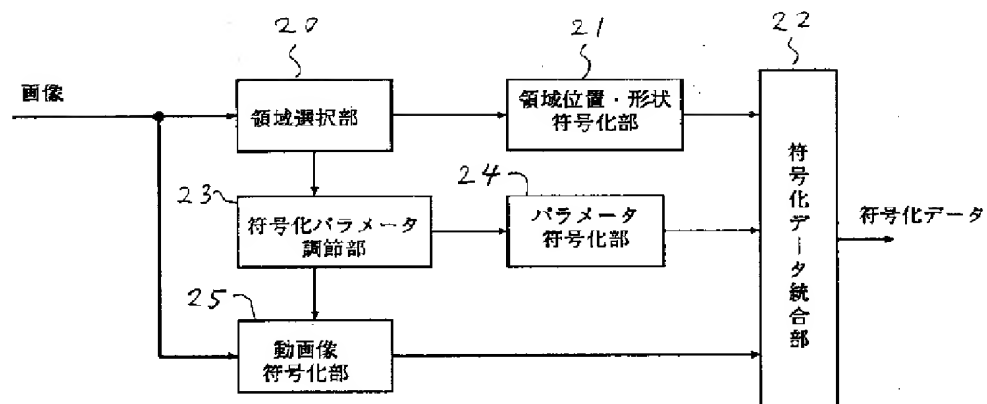 20
21
22
画像
領域選択部
領域位置・形状
符号化部
23
24
符号化パラメータ
調節部
パラメータ
符号化部
符号化データ統合部
符号化データ
25
動画像
符号化部